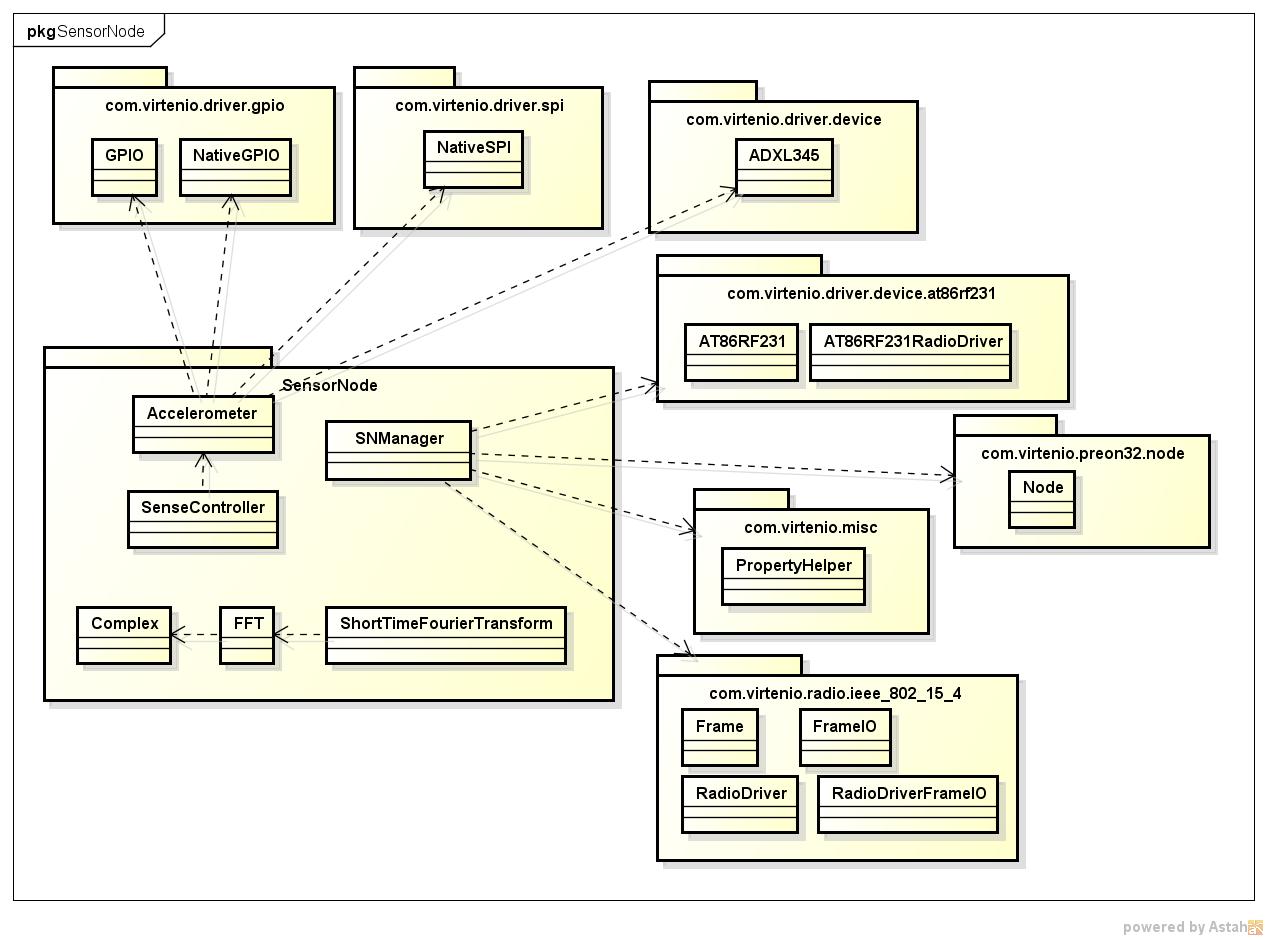 pkg SensorNode
com.virtenio.driver.gpio
GPIO
NativeGPIO
com.virtenio.driver.spi
NativeSPI
com.virtenio.driver.device
ADXL345
com.virtenio.driver.device.at86rf231
AT86RF231
AT86RF231RadioDriver
SensorNode
Accelerometer
SNManager
SenseController
Complex
FFT
ShortTimeFourierTransform
com.virtenio.preon32.node
Node
com.virtenio.misc
PropertyHelper
com.virtenio.radio.ieee_802_15_4
Frame
FrameIO
RadioDriver
RadioDriverFrameIO
powered by Astah